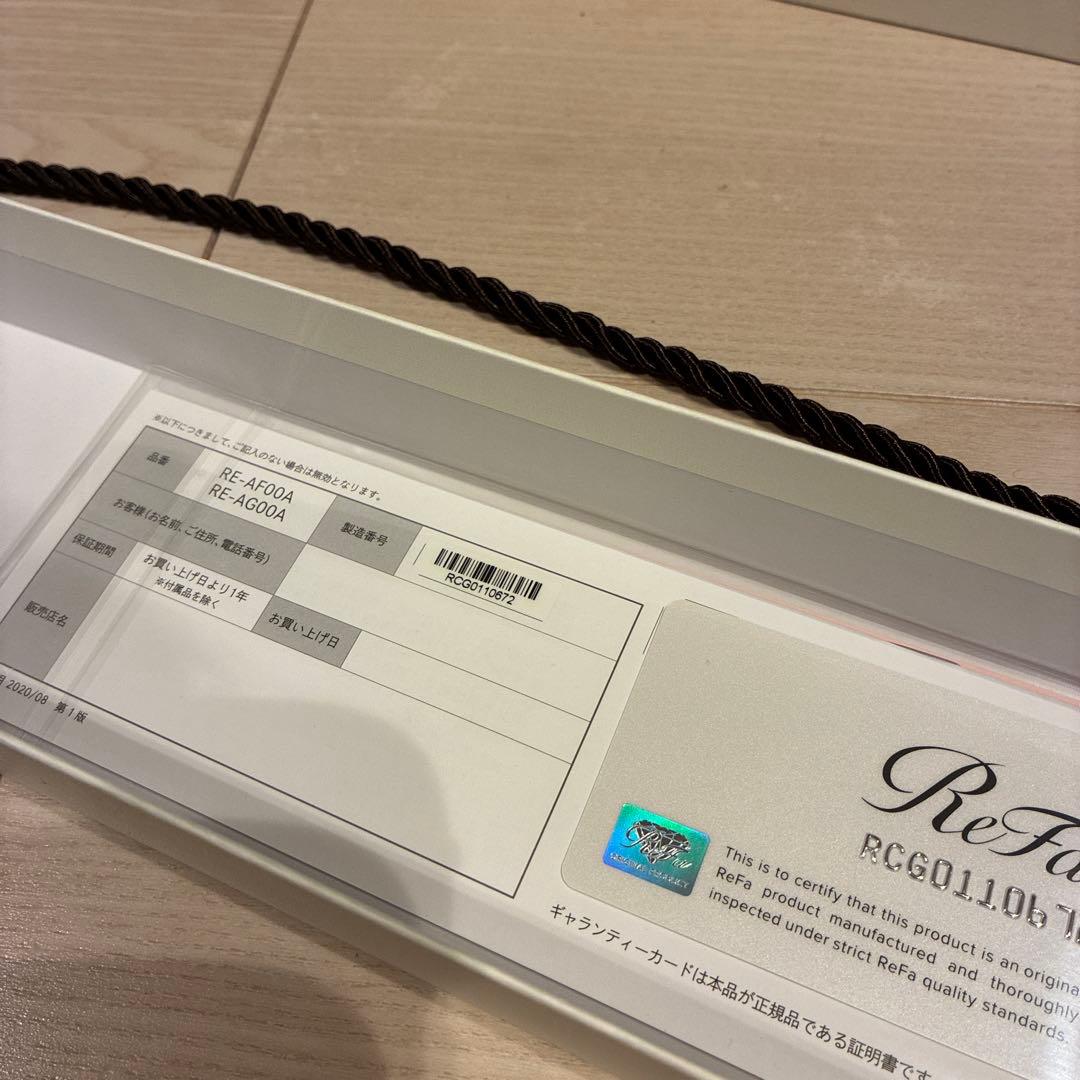 ※以下につきまして、ご記入のない場合は無効となります。
品番
RE-AF00A
RE-AG00A
製造番号
RCG0110672
お客様(お名前、ご住所、電話番号)
保証期間
お買い上げ日より1年
※付属品を除く
お買い上げ日
販売店名
2020/08 第1版
ReFa
RCG011067
ReFa
ORIGINAL PRODUCT
This is to certify that this product is an origina
ReFa product manufactured and thoroughly
inspected under strict ReFa quality standards.
ギャランティーカードは本品が正規品である証明書です